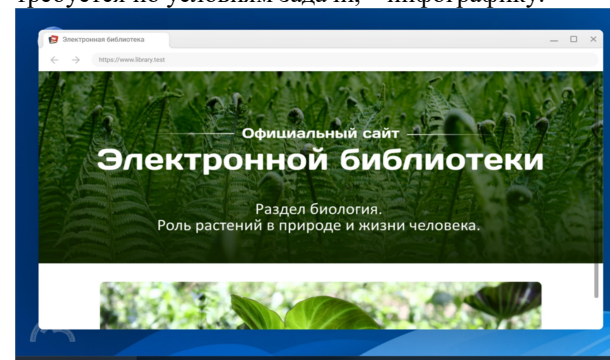 требуется по условиям задачи, – инфографику.
Электронная библиотека
https://www.library.test
Официальный сайт
Электронной библиотеки
Раздел биология.
Роль растений в природе и жизни человека.